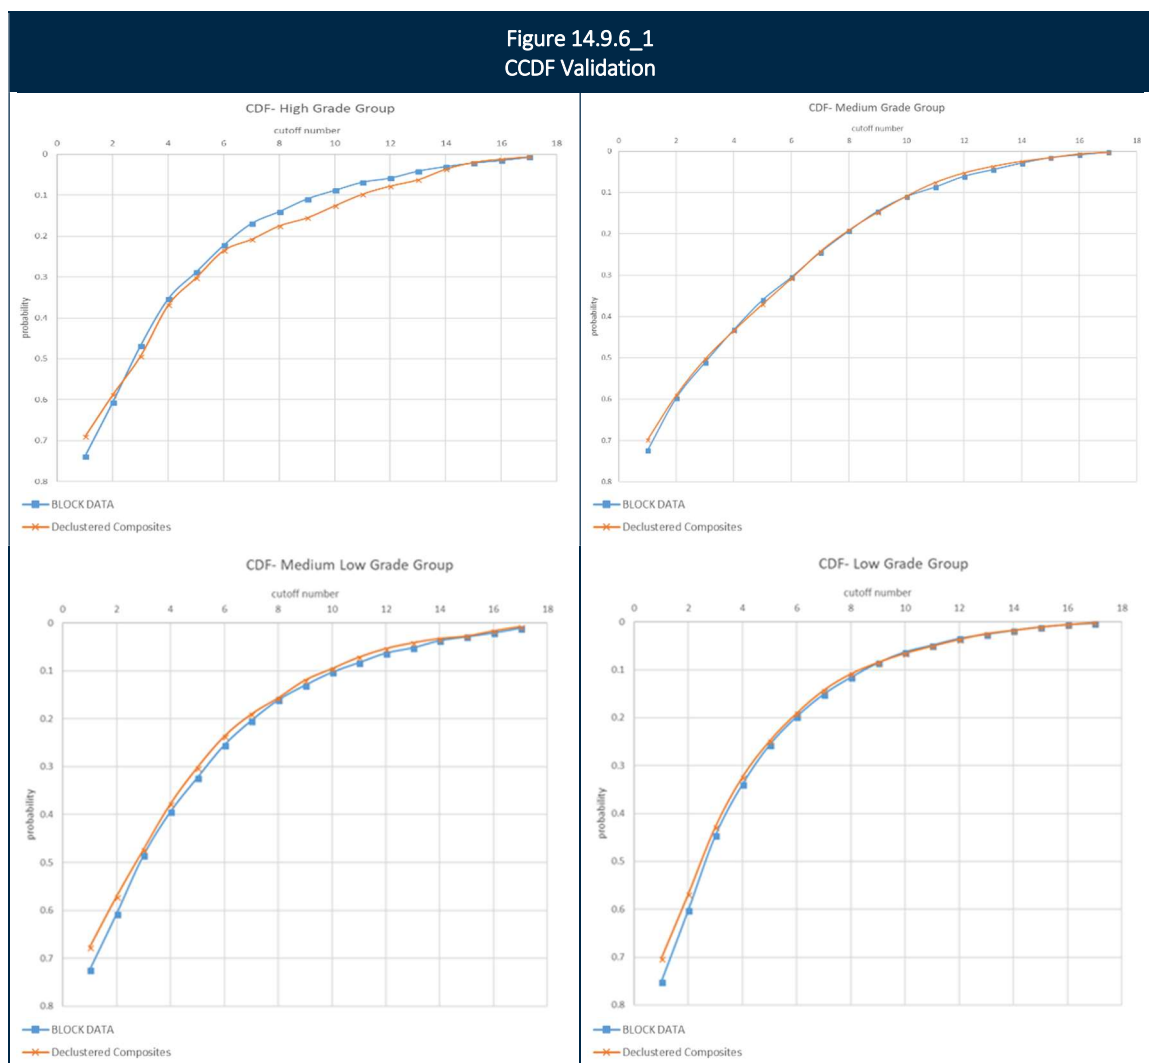 Figure 14.9.6_1
CCDF Validation
CDF- High Grade Group
cutoff number
0 2 4 6 8 10 12 14 16 18
0
0.1
0.2
0.3
0.4
0.5
0.6
0.7
0.8
probability
BLOCK DATA
Declustered Composites
CDF- Medium Grade Group
cutoff number
0 2 4 6 8 10 12 14 16 18
0
0.1
0.2
0.3
0.4
0.5
0.6
0.7
0.8
probability
BLOCK DATA
Declustered Composites
CDF- Medium Low Grade Group
cutoff number
0 2 4 6 8 10 12 14 16 18
0
0.1
0.2
0.3
0.4
0.5
0.6
0.7
0.8
probability
BLOCK DATA
Declustered Composites
CDF- Low Grade Group
cutoff number
0 2 4 6 8 10 12 14 16 18
0
0.1
0.2
0.3
0.4
0.5
0.6
0.7
0.8
probability
BLOCK DATA
Declustered Composites